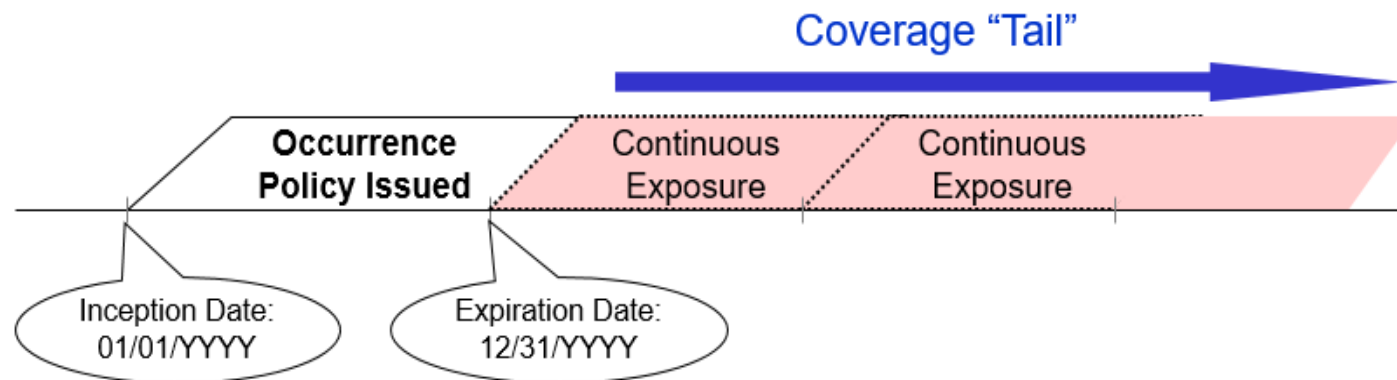 Coverage “Tail”
Occurrence
Policy Issued
Continuous
Exposure
Continuous
Exposure
Inception Date:
01/01/YYYY
Expiration Date:
12/31/YYYY